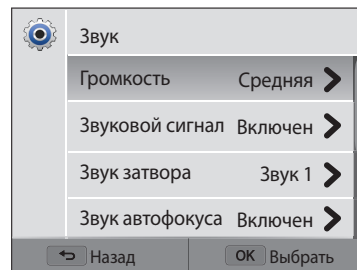 Звук
Громкость Средняя
Звуковой сигнал Включен
Звук затвора Звук 1
Звук автофокуса Включен
Назад OK Выбрать